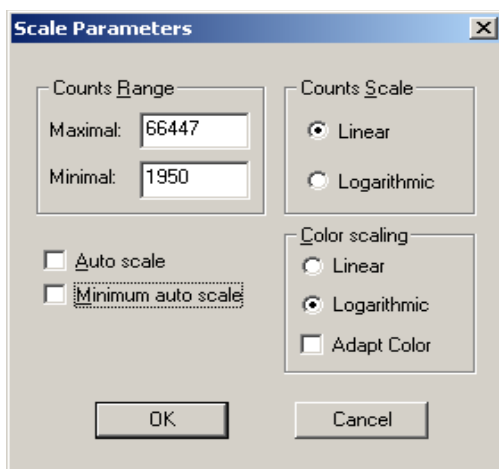 Scale Parameters
Counts Range
Maximal: 66447
Minimal: 1950
Counts Scale
Linear
Logarithmic
Auto scale
Minimum auto scale
Color scaling
Linear
Logarithmic
Adapt Color
OK
Cancel